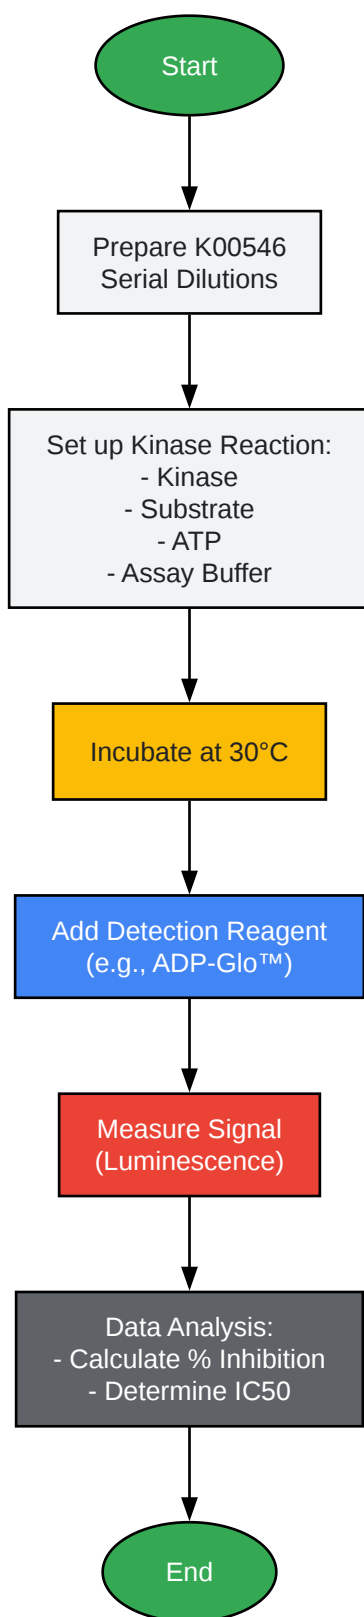 Start
Prepare K00546
Serial Dilutions
Set up Kinase Reaction:
- Kinase
- Substrate
- ATP
- Assay Buffer
Incubate at 30°C
Add Detection Reagent
(e.g., ADP-Glo™)
Measure Signal
(Luminescence)
Data Analysis:
- Calculate % Inhibition
- Determine IC50
End